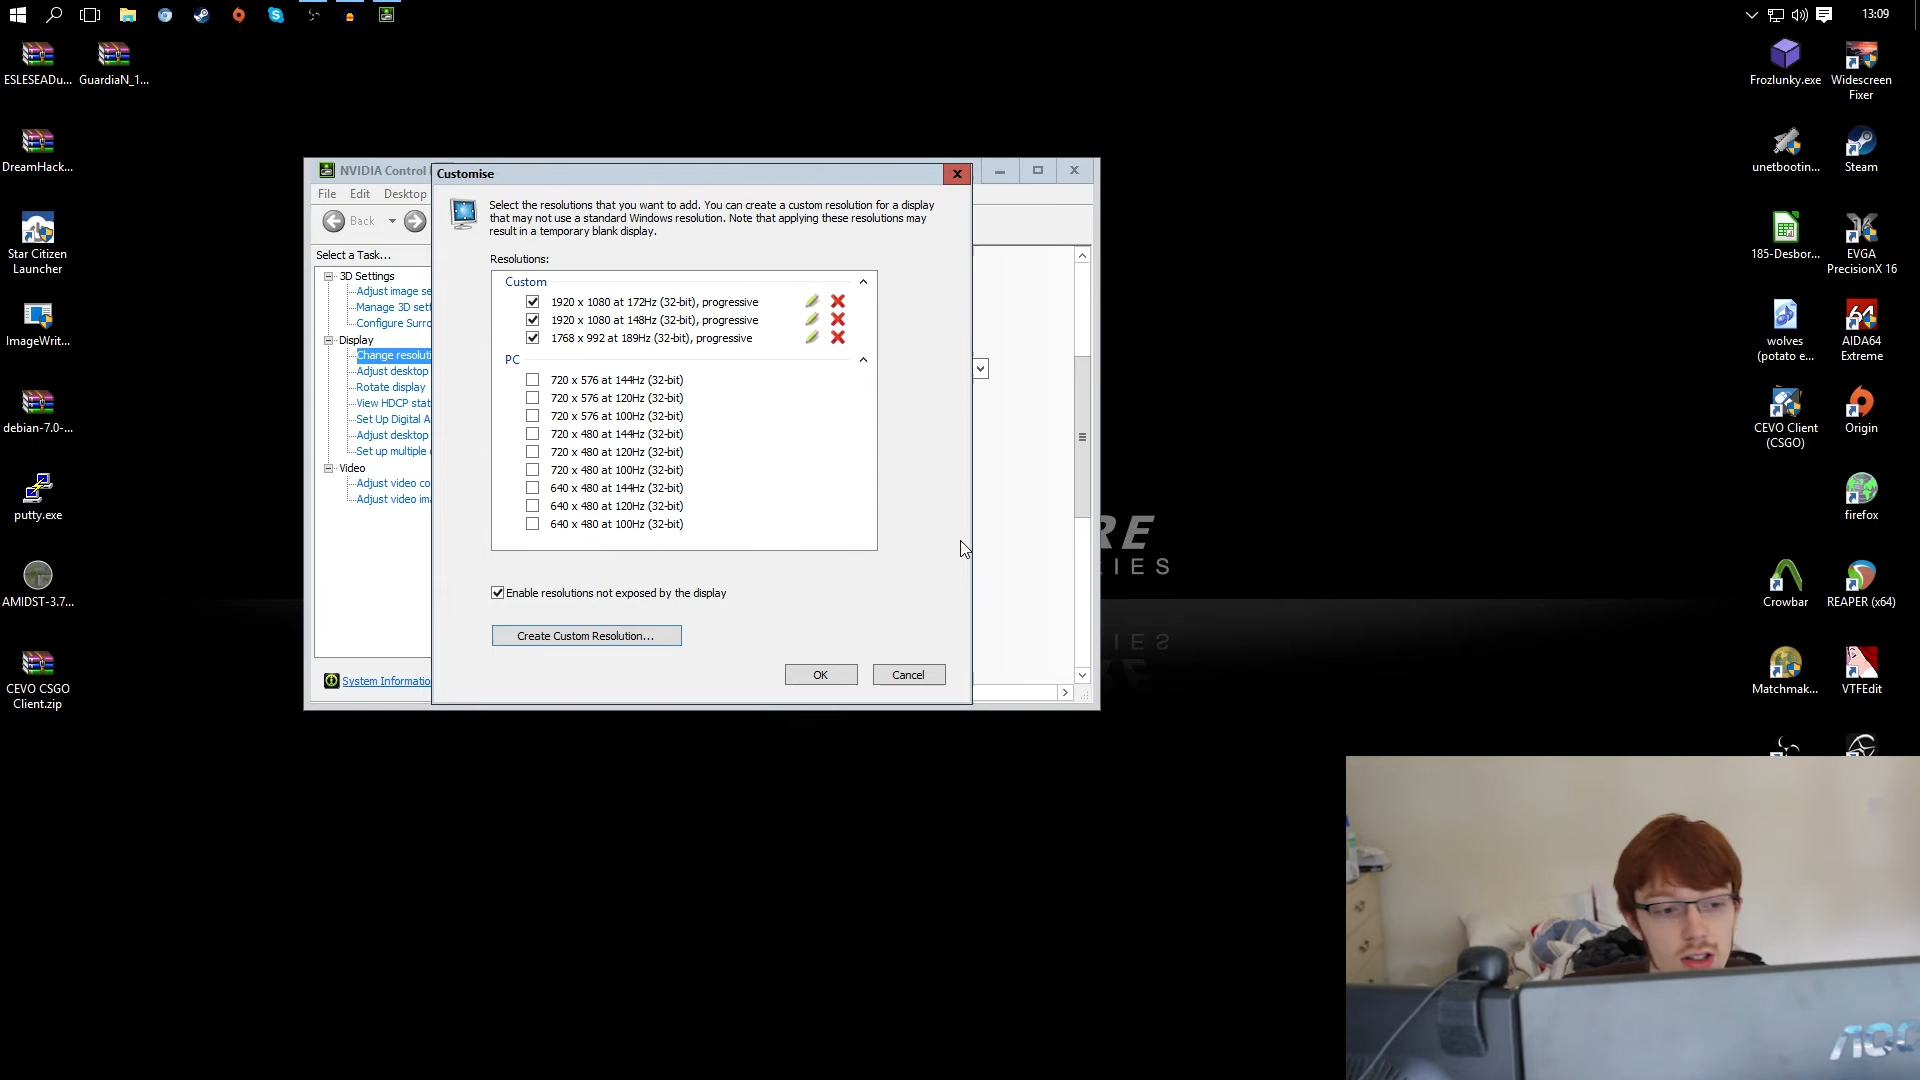 13:09
ESLESEADu...
GuardiaN_1...
DreamHack...
Star Citizen
Launcher
ImageWrit...
debian-7.0-...
putty.exe
AMIDST-3.7...
CEVO CSGO
Client.zip
NVIDIA Control
File
Edit
Desktop
Back
Select a Task...
3D Settings
Adjust image se
Manage 3D sett
Configure Surro
Display
Change resoluti
Adjust desktop
Rotate display
View HDCP stat
Set Up Digital A
Adjust desktop
Set up multiple
Video
Adjust video co
Adjust video im
System Informatio
Customise
X
Select the resolutions that you want to add. You can create a custom resolution for a display
that may not use a standard Windows resolution. Note that applying these resolutions may
result in a temporary blank display.
Resolutions:
Custom
1920 x 1080 at 172Hz (32-bit), progressive
1920 x 1080 at 148Hz (32-bit), progressive
1768 x 992 at 189Hz (32-bit), progressive
PC
720 x 576 at 144Hz (32-bit)
720 x 576 at 120Hz (32-bit)
720 x 576 at 100Hz (32-bit)
720 x 480 at 144Hz (32-bit)
720 x 480 at 120Hz (32-bit)
720 x 480 at 100Hz (32-bit)
640 x 480 at 144Hz (32-bit)
640 x 480 at 120Hz (32-bit)
640 x 480 at 100Hz (32-bit)
Enable resolutions not exposed by the display
Create Custom Resolution...
OK
Cancel
RE
IES
Frozlunky.exe
Widescreen
Fixer
unetbootin...
Steam
185-Desbor...
EVGA
PrecisionX 16
wolves
(potato e...
64
AIDA64
Extreme
CEVO Client
(CSGO)
Origin
firefox
Crowbar
REAPER (x64)
Matchmak...
VTFEdit
AOC